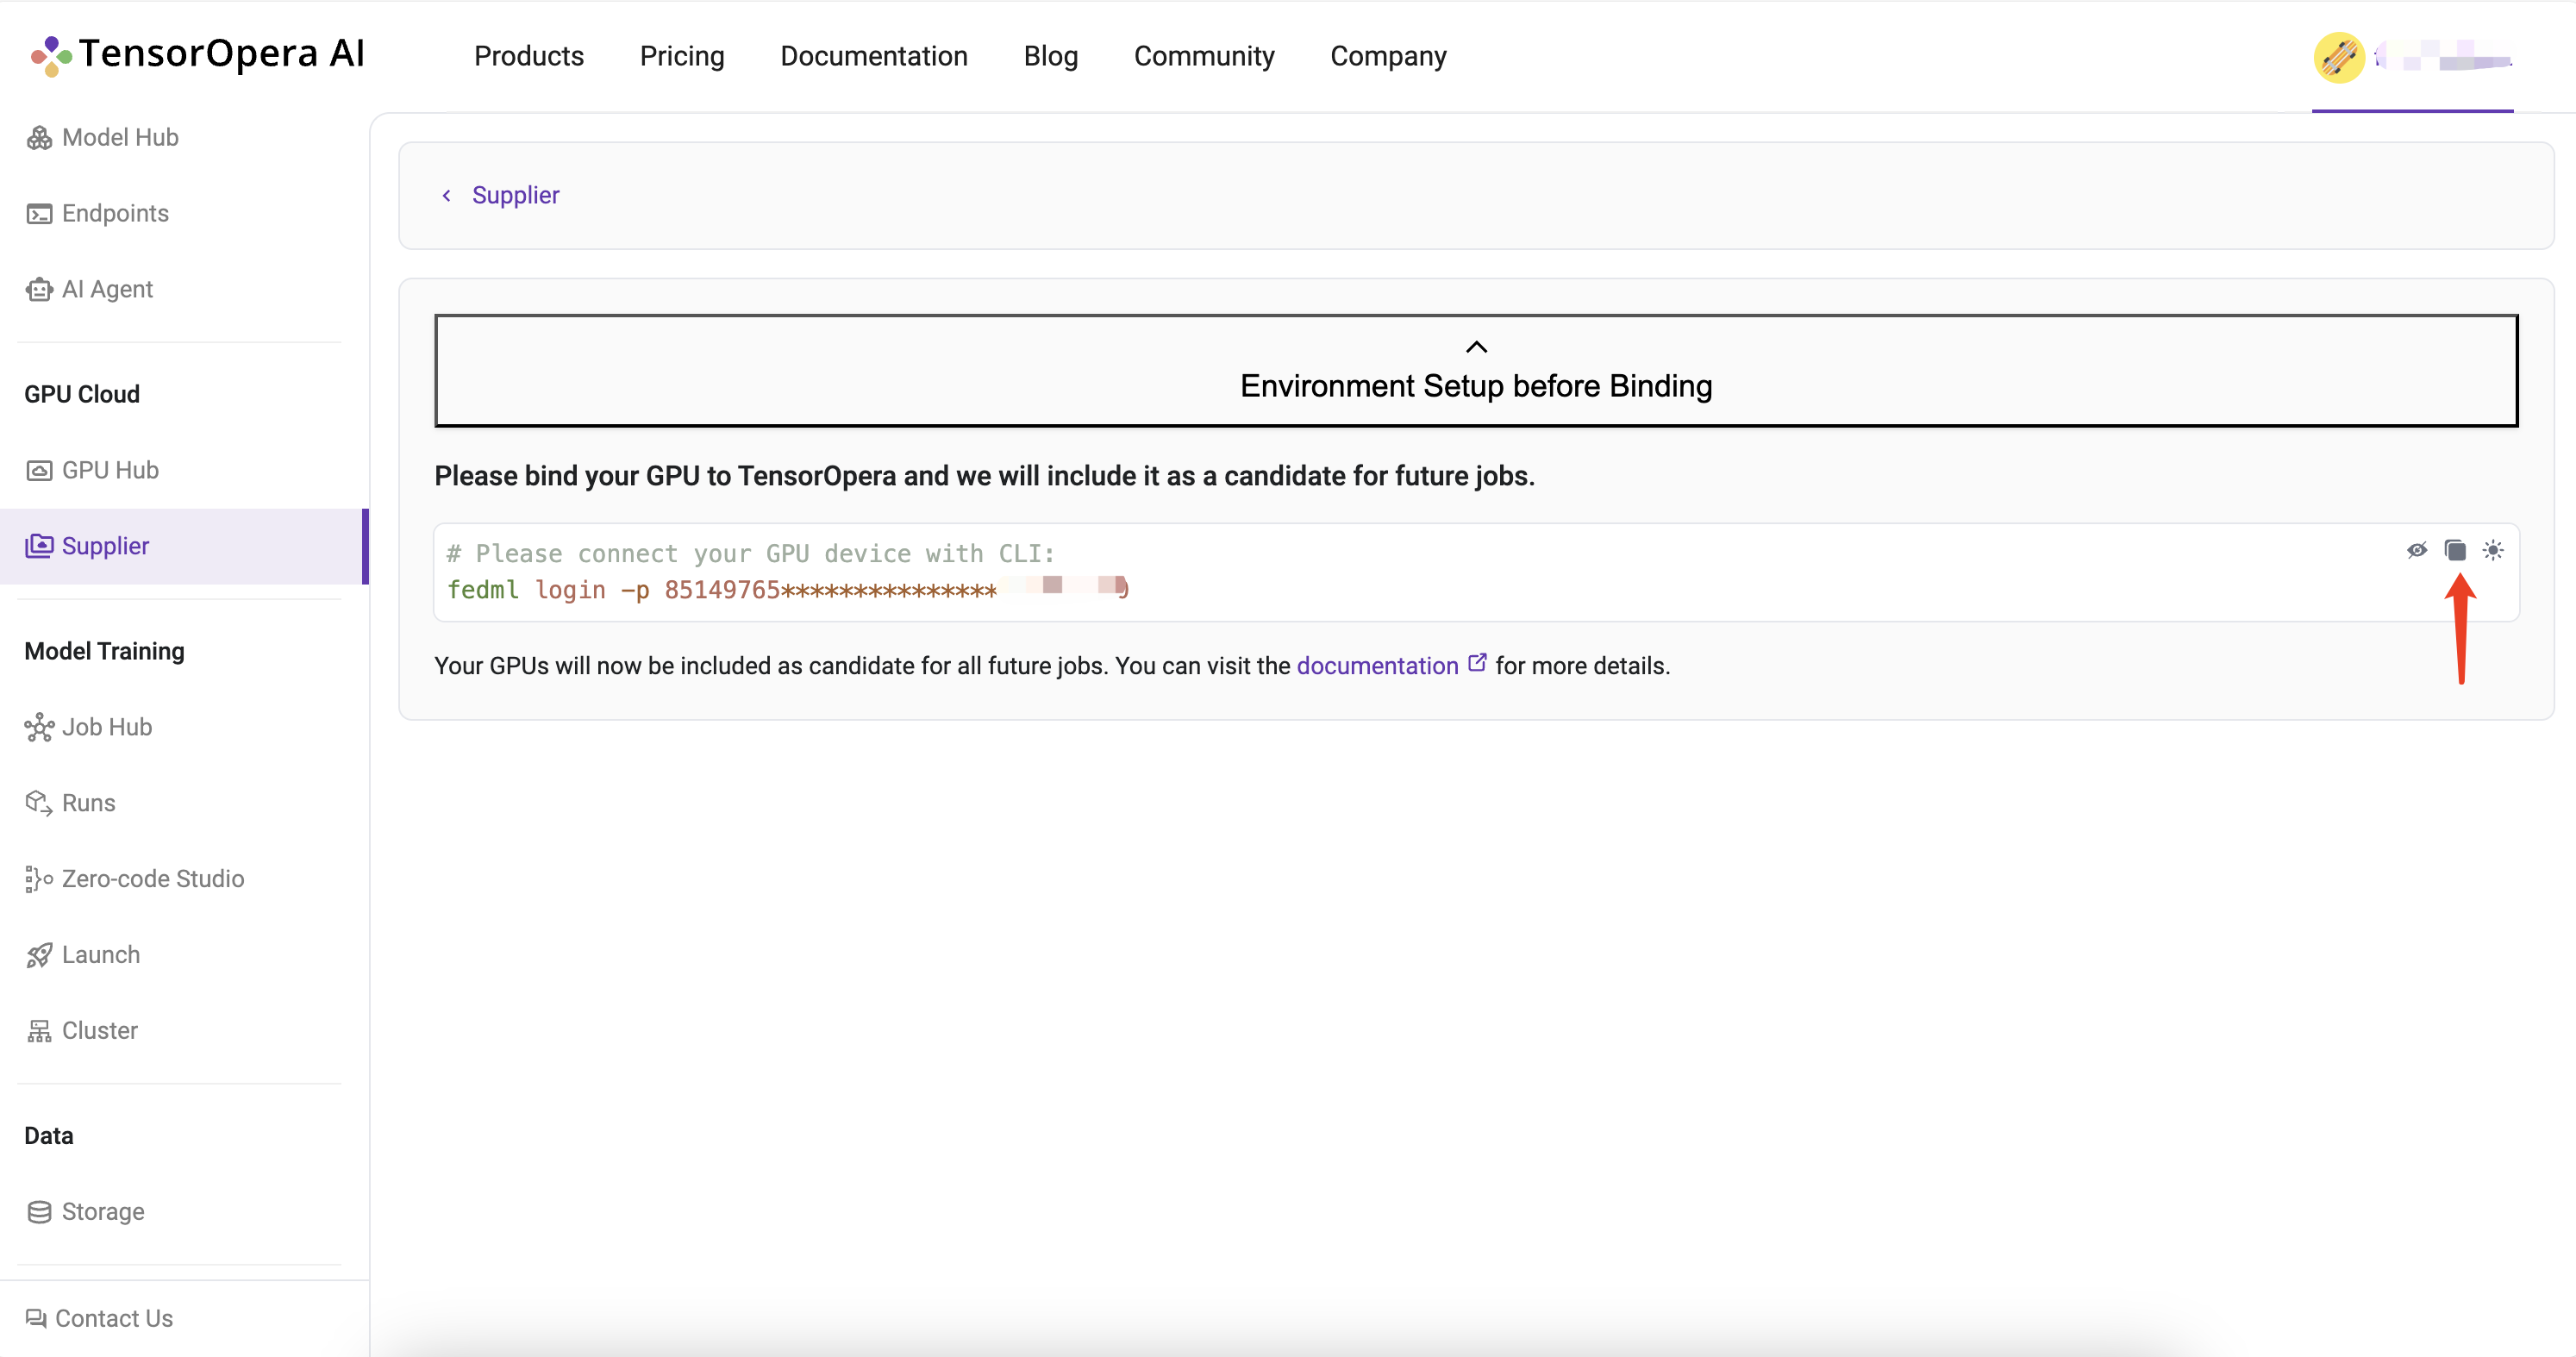 TensorOpera AI
Products
Pricing
Documentation
Blog
Community
Company
Model Hub
Endpoints
AI Agent
GPU Cloud
GPU Hub
Supplier
Model Training
Job Hub
Runs
Zero-code Studio
Launch
Cluster
Data
Storage
Contact Us
Supplier
Environment Setup before Binding
Please bind your GPU to TensorOpera and we will include it as a candidate for future jobs.
# Please connect your GPU device with CLI:
fedml login -p 85149765***************
Your GPUs will now be included as candidate for all future jobs. You can visit the documentation for more details.